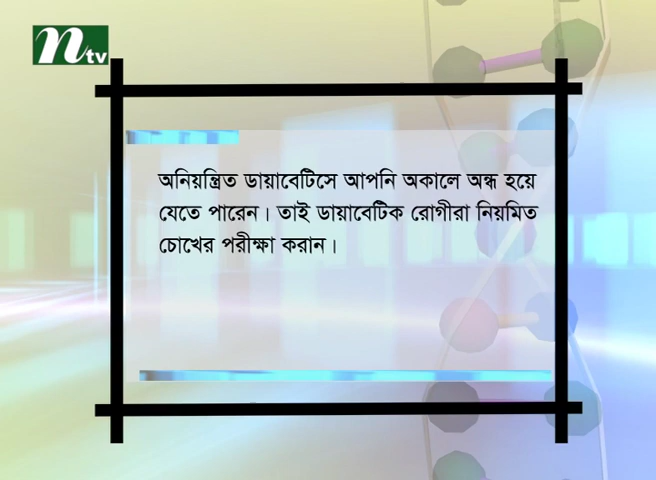 ntv
অনিয়ন্ত্রিত ডায়াবেটিসে আপনি অকালে অন্ধ হয়ে
যেতে পারেন। তাই ডায়াবেটিক রোগীরা নিয়মিত
চোখের পরীক্ষা করান।